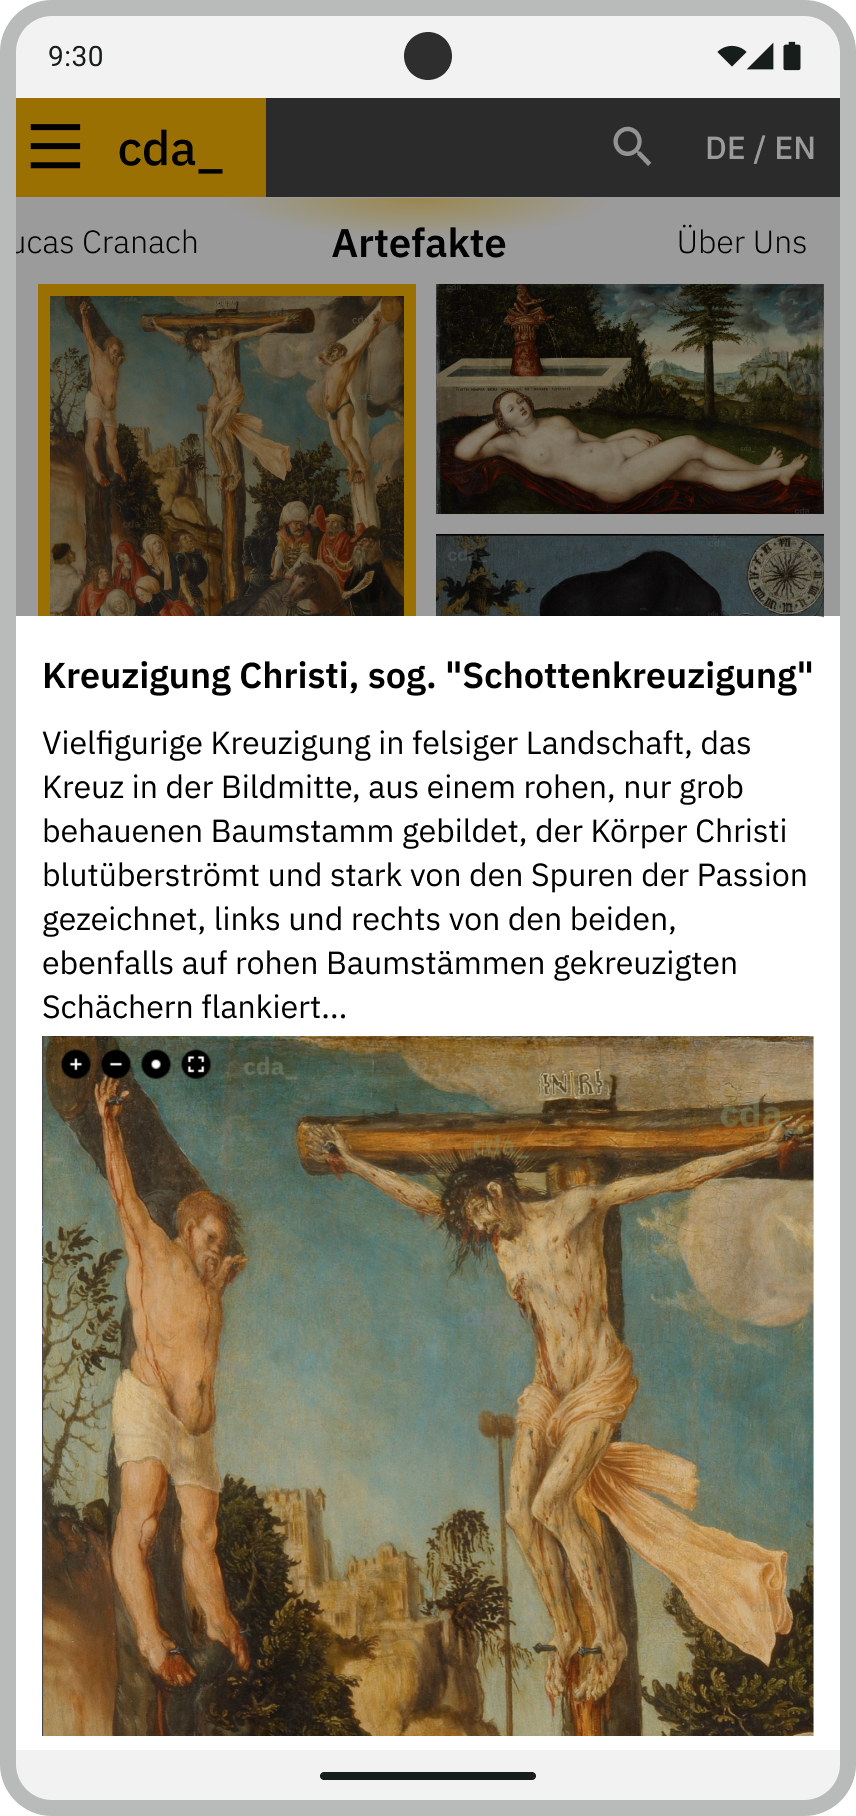 9:30
cda_
DE / EN
ucas Cranach
Artefakte
Über Uns
Kreuzigung Christi, sog. "Schottenkreuzigung"
Vielfigurige Kreuzigung in felsiger Landschaft, das
Kreuz in der Bildmitte, aus einem rohen, nur grob
behauenen Baumstamm gebildet, der Körper Christi
blutüberströmt und stark von den Spuren der Passion
gezeichnet, links und rechts von den beiden,
ebenfalls auf rohen Baumstämmen gekreuzigten
Schächern flankiert...
cda_
INRI
cda_
cda_